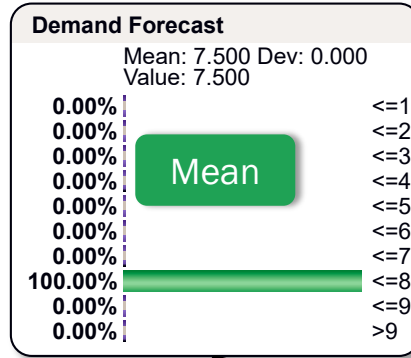 Demand Forecast
Mean: 7.500 Dev: 0.000
Value: 7.500
0.00% <=1
0.00% <=2
0.00% <=3
0.00% <=4
0.00% <=5
0.00% <=6
0.00% <=7
100.00% <=8
0.00% <=9
0.00% >9
Mean